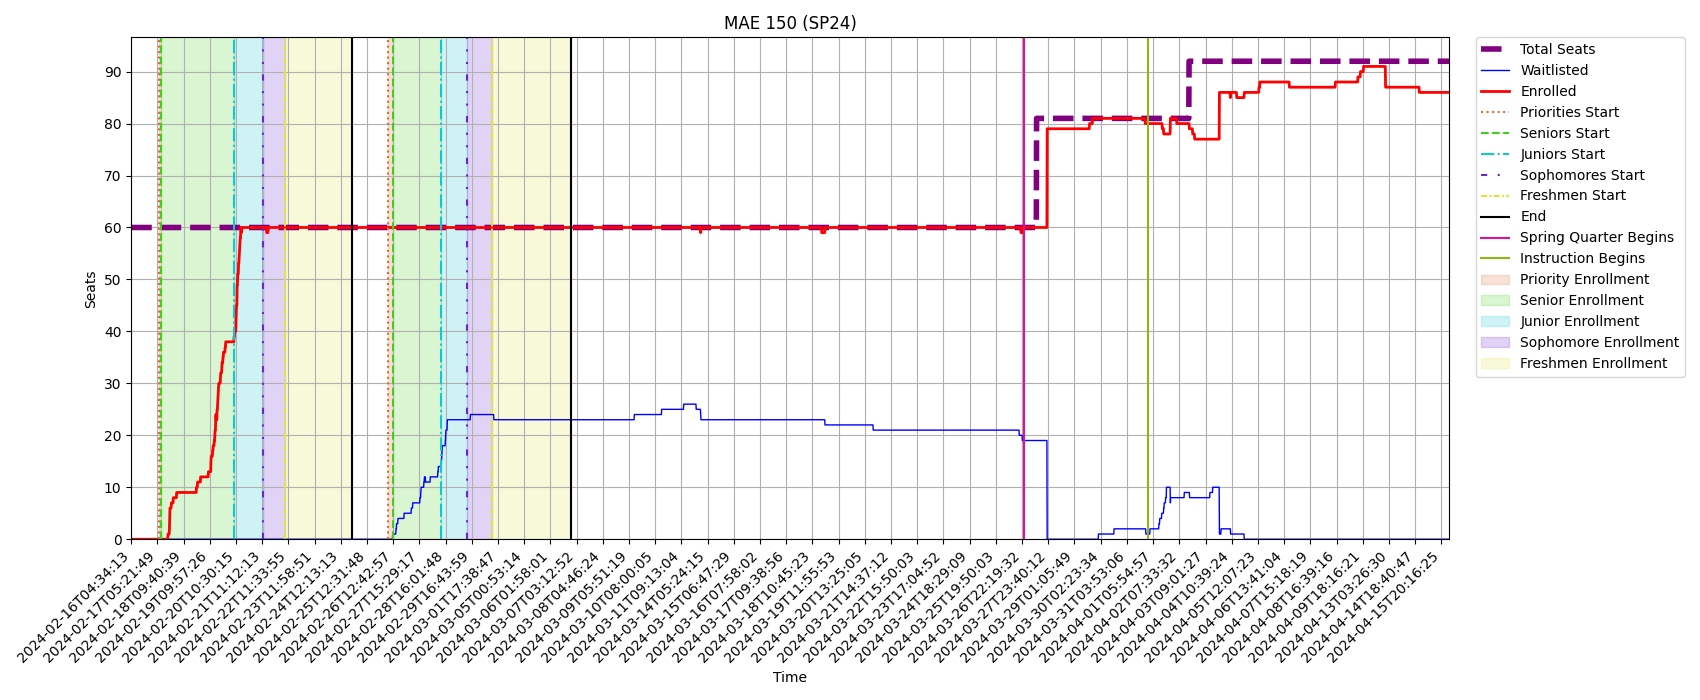 MAE 150 (SP24)
Seats
90
80
70
60
50
40
30
20
10
0
2024-02-16T04:34:13
2024-02-17T05:21:49
2024-02-18T09:40:39
2024-02-19T09:57:26
2024-02-20T10:30:15
2024-02-21T11:12:13
2024-02-22T11:33:55
2024-02-23T11:58:51
2024-02-24T12:13:13
2024-02-25T12:31:48
2024-02-26T12:42:57
2024-02-27T15:29:17
2024-02-28T16:01:48
2024-02-29T16:43:59
2024-03-01T17:38:47
2024-03-05T00:53:14
2024-03-06T01:58:01
2024-03-07T03:12:52
2024-03-08T04:46:24
2024-03-09T05:51:19
2024-03-10T08:00:05
2024-03-11T09:13:04
2024-03-14T05:24:15
2024-03-15T06:47:29
2024-03-16T07:58:02
2024-03-17T09:38:56
2024-03-18T10:45:23
2024-03-19T11:55:53
2024-03-20T13:25:05
2024-03-21T14:37:12
2024-03-22T15:50:03
2024-03-23T17:04:52
2024-03-24T18:29:09
2024-03-25T19:50:03
2024-03-26T22:19:32
2024-03-27T23:40:12
2024-03-29T01:05:49
2024-03-30T02:23:34
2024-03-31T03:53:06
2024-04-01T05:54:57
2024-04-02T07:33:32
2024-04-03T09:01:27
2024-04-04T10:39:24
2024-04-05T12:07:23
2024-04-06T13:41:04
2024-04-07T15:18:19
2024-04-08T16:39:16
2024-04-09T18:16:21
2024-04-13T03:26:30
2024-04-14T18:40:47
2024-04-15T20:16:25
Time
Total Seats
Waitlisted
Enrolled
Priorities Start
Seniors Start
Juniors Start
Sophomores Start
Freshmen Start
End
Spring Quarter Begins
Instruction Begins
Priority Enrollment
Senior Enrollment
Junior Enrollment
Sophomore Enrollment
Freshmen Enrollment